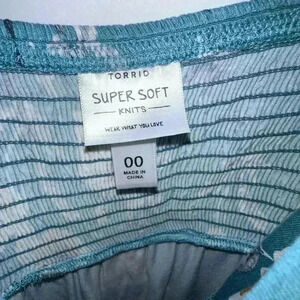 TORRID
SUPER SOFT
KNITS
WEAR WHAT YOU LOVE
00
MADE IN
CHINA